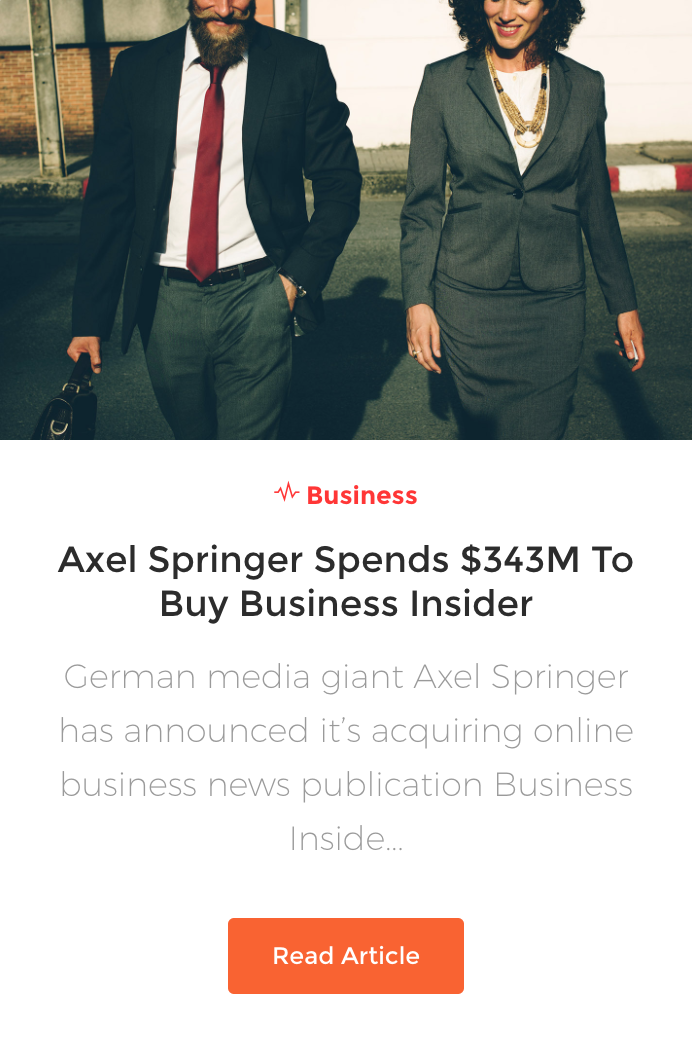 Business
Axel Springer Spends $343M To
Buy Business Insider
German media giant Axel Springer
has announced it’s acquiring online
business news publication Business
Inside...
Read Article